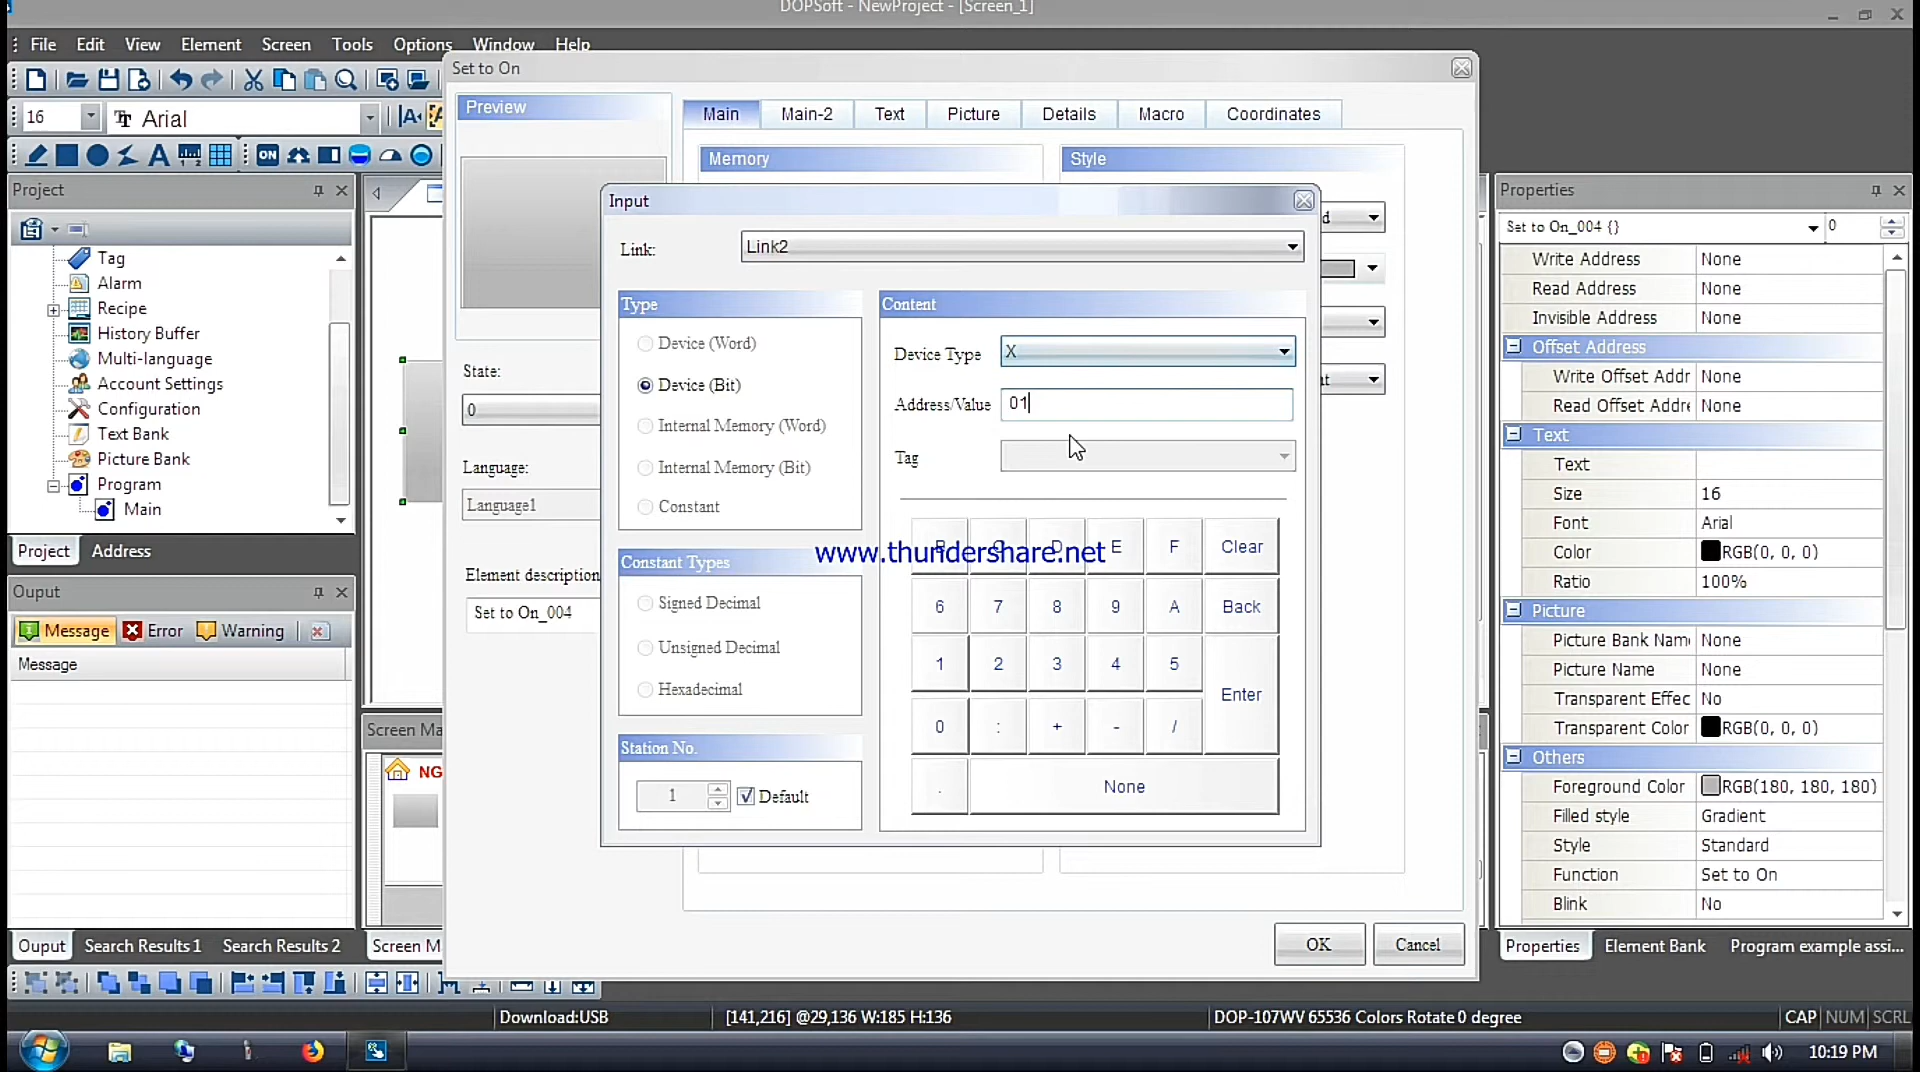 DOPSoft - NewProject - [Screen_1]
File Edit View Element Screen Tools Options Window Help
16 Arial
Project
Tag
Alarm
Recipe
History Buffer
Multi-language
Account Settings
Configuration
Text Bank
Picture Bank
Program
Main
Project Address
Ouput
Message Error Warning
Message
Ouput Search Results 1 Search Results 2
Screen Ma
NG
Screen M
Set to On
Preview
State:
0
Language:
Language1
Element description
Set to On_004
Main Main-2 Text Picture Details Macro Coordinates
Memory
Style
Input
Link: Link2
Type
Device (Word)
Device (Bit)
Internal Memory (Word)
Internal Memory (Bit)
Constant
Constant Types
Signed Decimal
Unsigned Decimal
Hexadecimal
Station No.
1 Default
Content
Device Type X
Address/Value 01
Tag
B C D E F Clear
www.thundershare.net
6 7 8 9 A Back
1 2 3 4 5
Enter
0 : + - /
. None
OK Cancel
Properties
Set to On_004 {} 0
Write Address None
Read Address None
Invisible Address None
Offset Address
Write Offset Addr None
Read Offset Addre None
Text
Text
Size 16
Font Arial
Color RGB(0, 0, 0)
Ratio 100%
Picture
Picture Bank Name None
Picture Name None
Transparent Effec No
Transparent Color RGB(0, 0, 0)
Others
Foreground Color RGB(180, 180, 180)
Filled style Gradient
Style Standard
Function Set to On
Blink No
Properties Element Bank Program example assi...
Download:USB [141,216] @29,136 W:185 H:136 DOP-107WV 65536 Colors Rotate 0 degree CAP NUM SCRL
10:19 PM